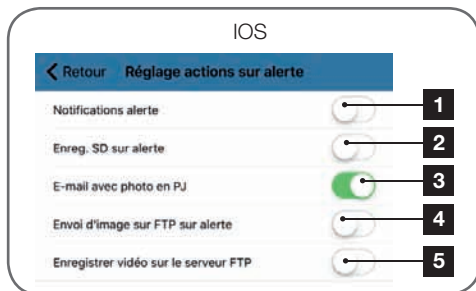 IOS
Retour Réglage actions sur alerte
Notifications alerte 1
Enreg. SD sur alerte 2
E-mail avec photo en PJ 3
Envoi d'image sur FTP sur alerte 4
Enregistrer vidéo sur le serveur FTP 5